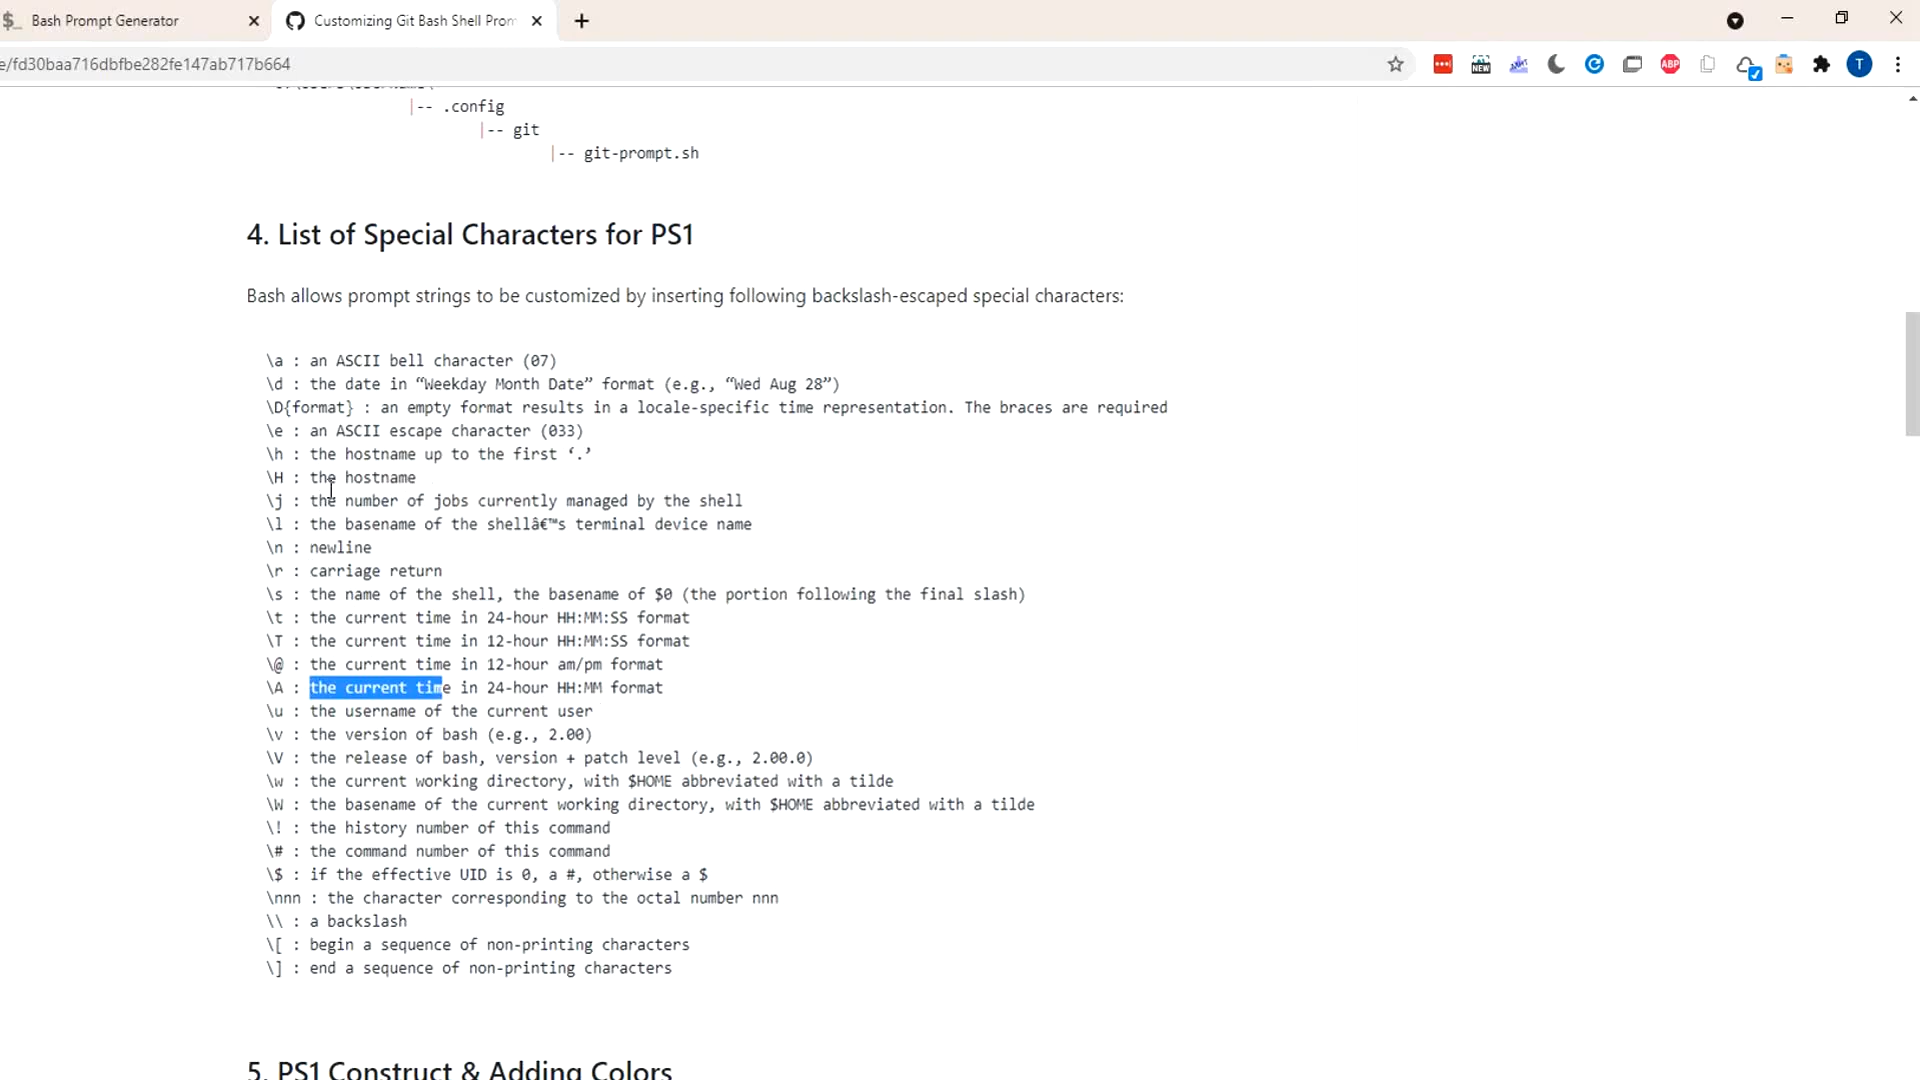 $_ Bash Prompt Generator
Customizing Git Bash Shell Prom
e/fd30baa716dbfbe282fe147ab717b664
NEW
ABP
T
|-- .config
|-- git
|-- git-prompt.sh
4. List of Special Characters for PS1
Bash allows prompt strings to be customized by inserting following backslash-escaped special characters:
\a : an ASCII bell character (07)
\d : the date in “Weekday Month Date” format (e.g., “Wed Aug 28”)
\D{format} : an empty format results in a locale-specific time representation. The braces are required
\e : an ASCII escape character (033)
\h : the hostname up to the first ‘.’
\H : the hostname
\j : the number of jobs currently managed by the shell
\l : the basename of the shellâ€™s terminal device name
\n : newline
\r : carriage return
\s : the name of the shell, the basename of $0 (the portion following the final slash)
\t : the current time in 24-hour HH:MM:SS format
\T : the current time in 12-hour HH:MM:SS format
\@ : the current time in 12-hour am/pm format
\A : the current time in 24-hour HH:MM format
\u : the username of the current user
\v : the version of bash (e.g., 2.00)
\V : the release of bash, version + patch level (e.g., 2.00.0)
\w : the current working directory, with $HOME abbreviated with a tilde
\W : the basename of the current working directory, with $HOME abbreviated with a tilde
\! : the history number of this command
\# : the command number of this command
\$ : if the effective UID is 0, a #, otherwise a $
\nnn : the character corresponding to the octal number nnn
\\ : a backslash
\[ : begin a sequence of non-printing characters
\] : end a sequence of non-printing characters
5. PS1 Construct & Adding Colors